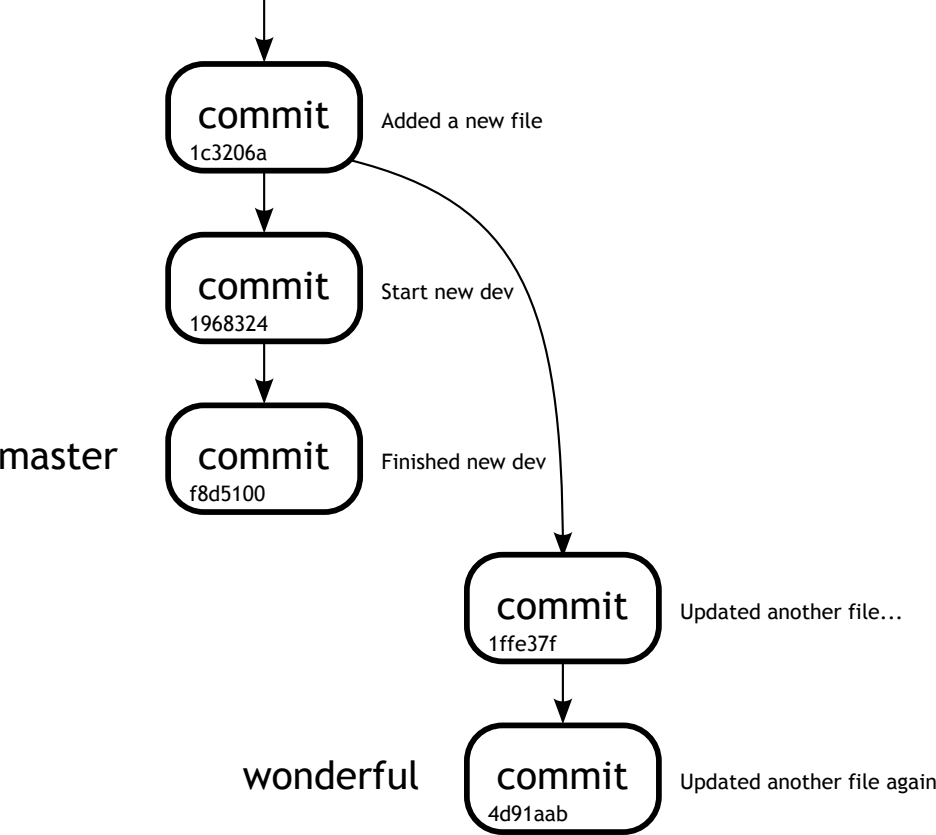 commit
1c3206a
Added a new file
commit
1968324
Start new dev
master
commit
f8d5100
Finished new dev
commit
1ffe37f
Updated another file...
wonderful
commit
4d91aab
Updated another file again